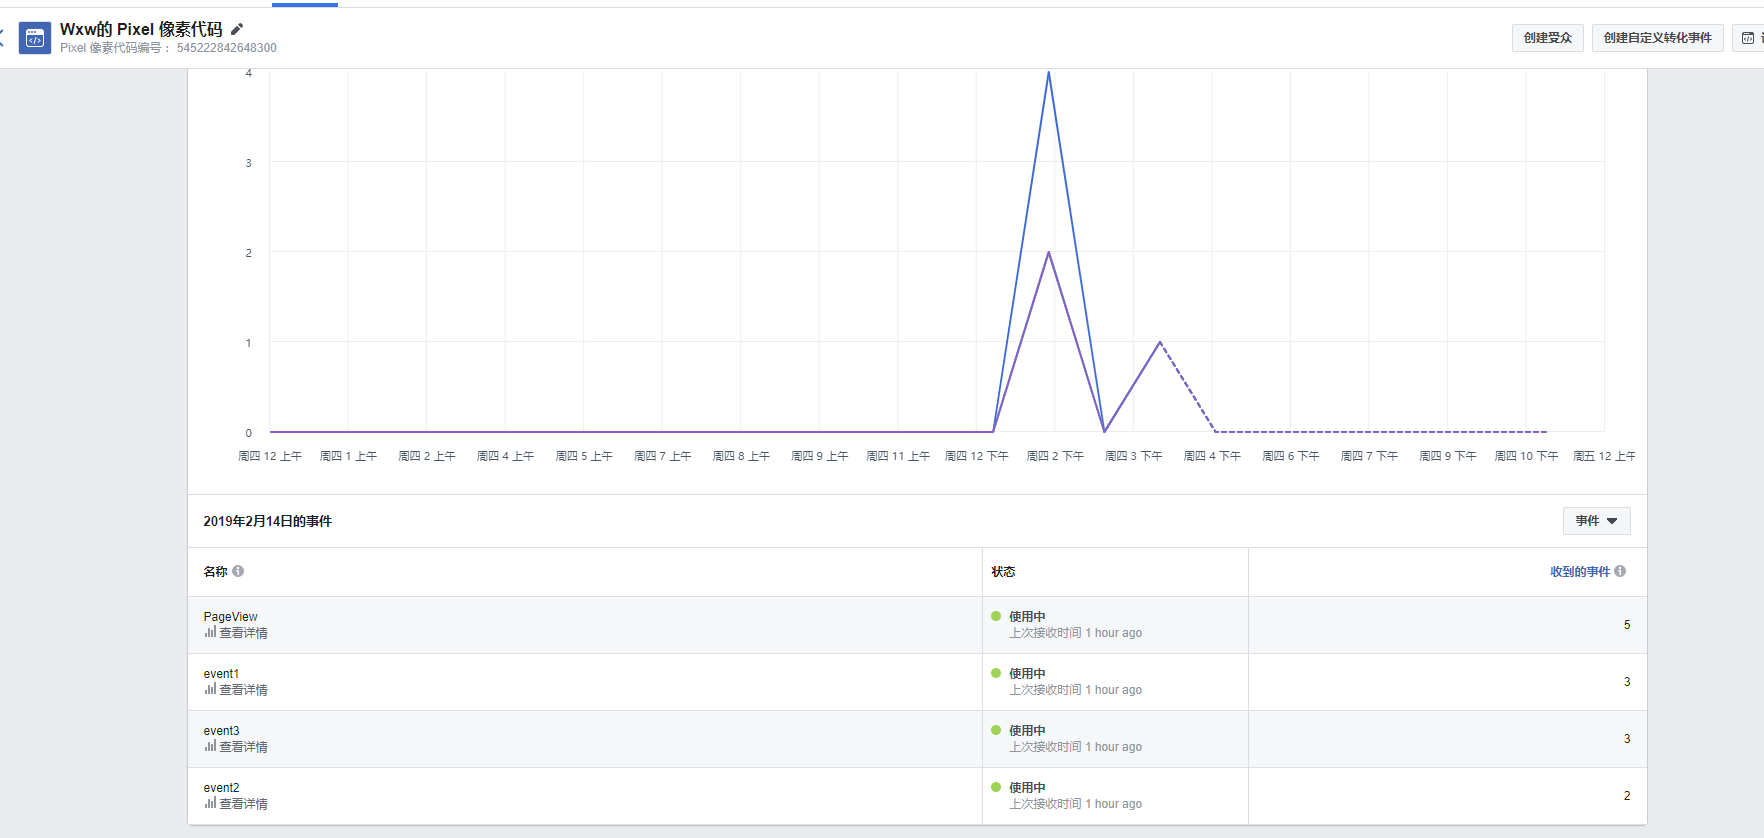 Wxw的 Pixel 像素代码
Pixel 像素代码编号： 545222842648300
创建受众
创建自定义转化事件
4
3
2
1
0
周四 12 上午
周四 1 上午
周四 2 上午
周四 4 上午
周四 5 上午
周四 7 上午
周四 8 上午
周四 9 上午
周四 11 上午
周四 12 下午
周四 2 下午
周四 3 下午
周四 4 下午
周四 6 下午
周四 7 下午
周四 9 下午
周四 10 下午
周五 12 上午
2019年2月14日的事件
事件
名称
状态
收到的事件
PageView
查看详情
使用中
上次接收时间 1 hour ago
5
event1
查看详情
使用中
上次接收时间 1 hour ago
3
event3
查看详情
使用中
上次接收时间 1 hour ago
3
event2
查看详情
使用中
上次接收时间 1 hour ago
2